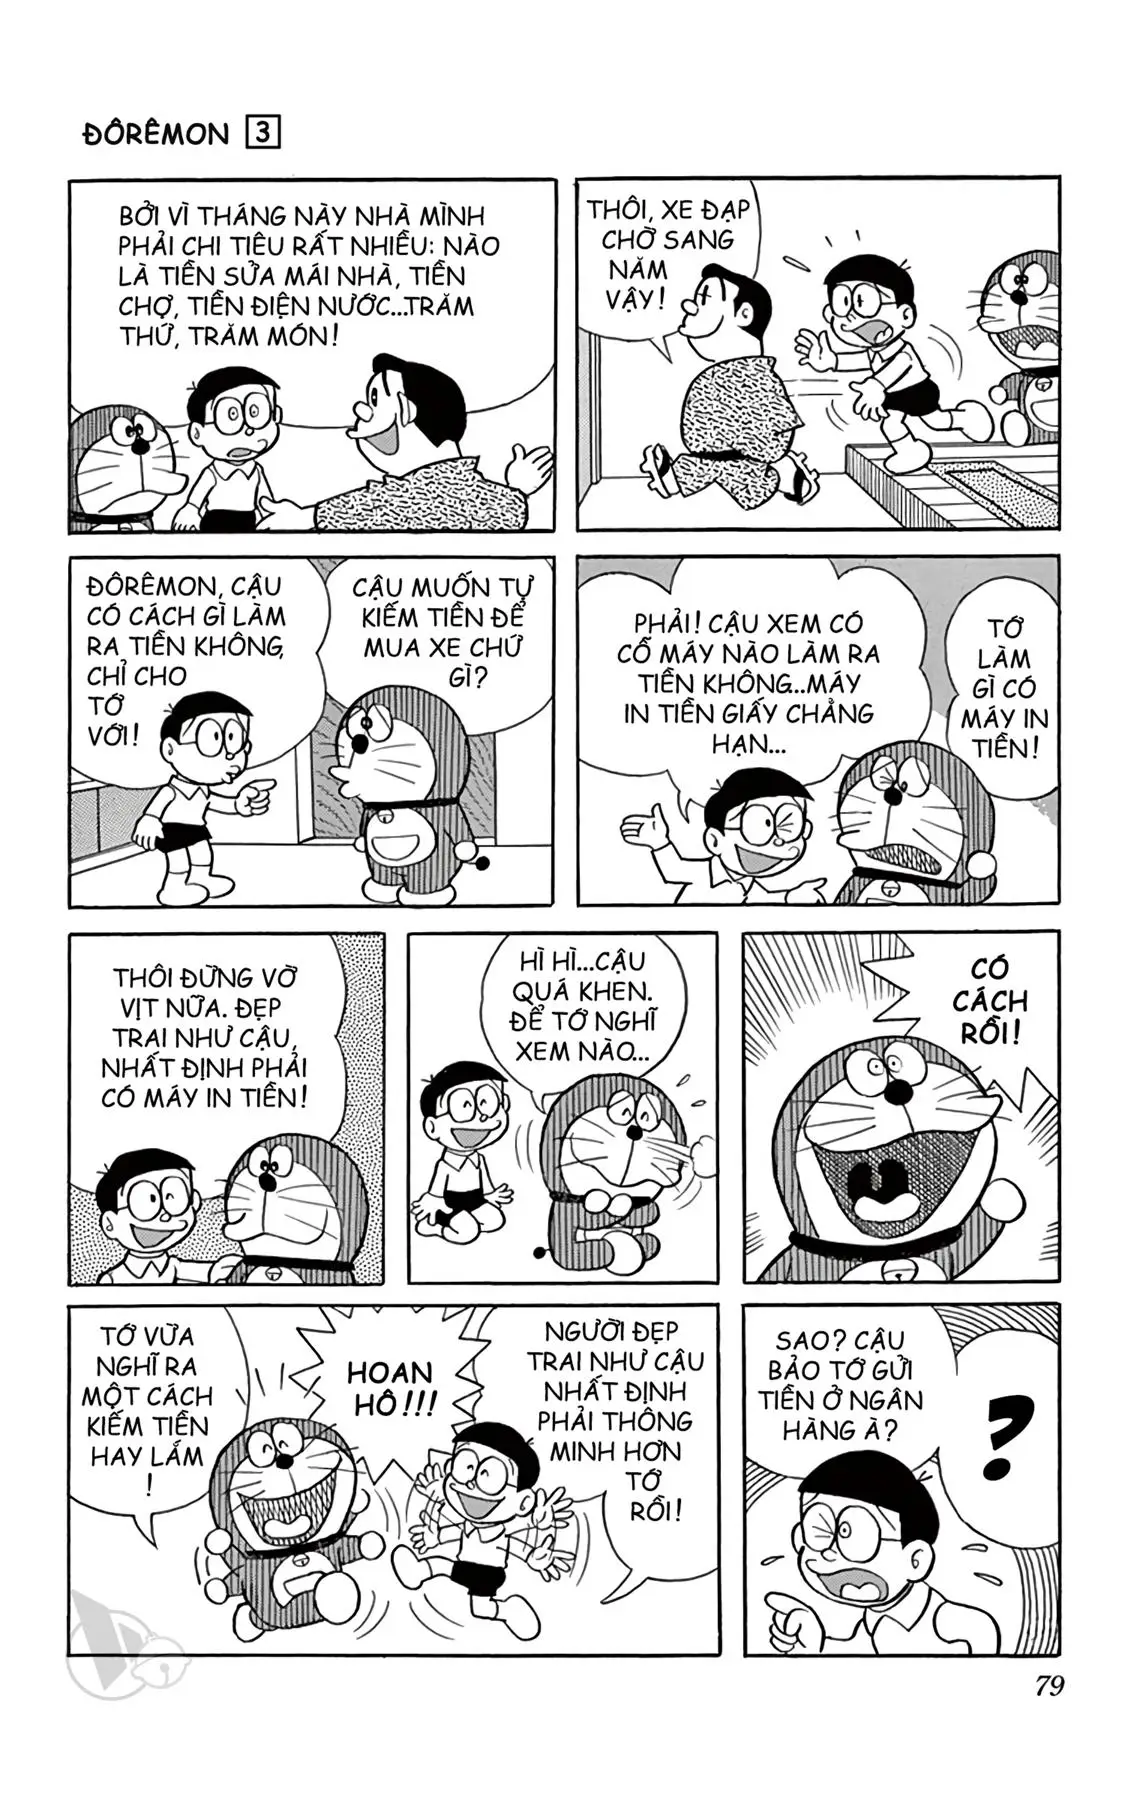 ĐÔRÊMON 3
BỞI VÌ THÁNG NÀY NHÀ MÌNH
PHẢI CHI TIÊU RẤT NHIỀU: NÀO
LÀ TIỀN SỬA MÁI NHÀ, TIỀN
CHỢ, TIỀN ĐIỆN NƯỚC...TRĂM
THỨ, TRĂM MÓN!
THÔI, XE ĐẠP
CHỜ SANG
NĂM
VẬY!
ĐÔRÊMON, CẬU
CÓ CÁCH GÌ LÀM
RA TIỀN KHÔNG,
CHỈ CHO
TỚ
VỚI!
CẬU MUỐN TỰ
KIẾM TIỀN ĐỂ
MUA XE CHỨ
GÌ?
PHẢI! CẬU XEM CÓ
CỖ MÁY NÀO LÀM RA
TIỀN KHÔNG..MÁY
IN TIỀN GIẤY CHẲNG
HẠN...
TỚ
LÀM
GÌ CÓ
MÁY IN
TIỀN!
THÔI ĐỪNG VỜ
VỊT NỮA. ĐẸP
TRAI NHƯ CẬU,
NHẤT ĐỊNH PHẢI
CÓ MÁY IN TIỀN!
HÌ HÌ...CẬU
QUÁ KHEN.
ĐỂ TỚ NGHĨ
XEM NÀO...
CÓ
CÁCH
RỒI!
TỚ VỪA
NGHĨ RA
MỘT CÁCH
KIẾM TIỀN
HAY LẮM
!
HOAN
HÔ!!!
NGƯỜI ĐẸP
TRAI NHƯ CẬU
NHẤT ĐỊNH
PHẢI THÔNG
MINH HƠN
TỚ
RỒI!
SAO? CẬU
BẢO TỚ GỬI
TIỀN Ở NGÂN
HÀNG À?
?
79